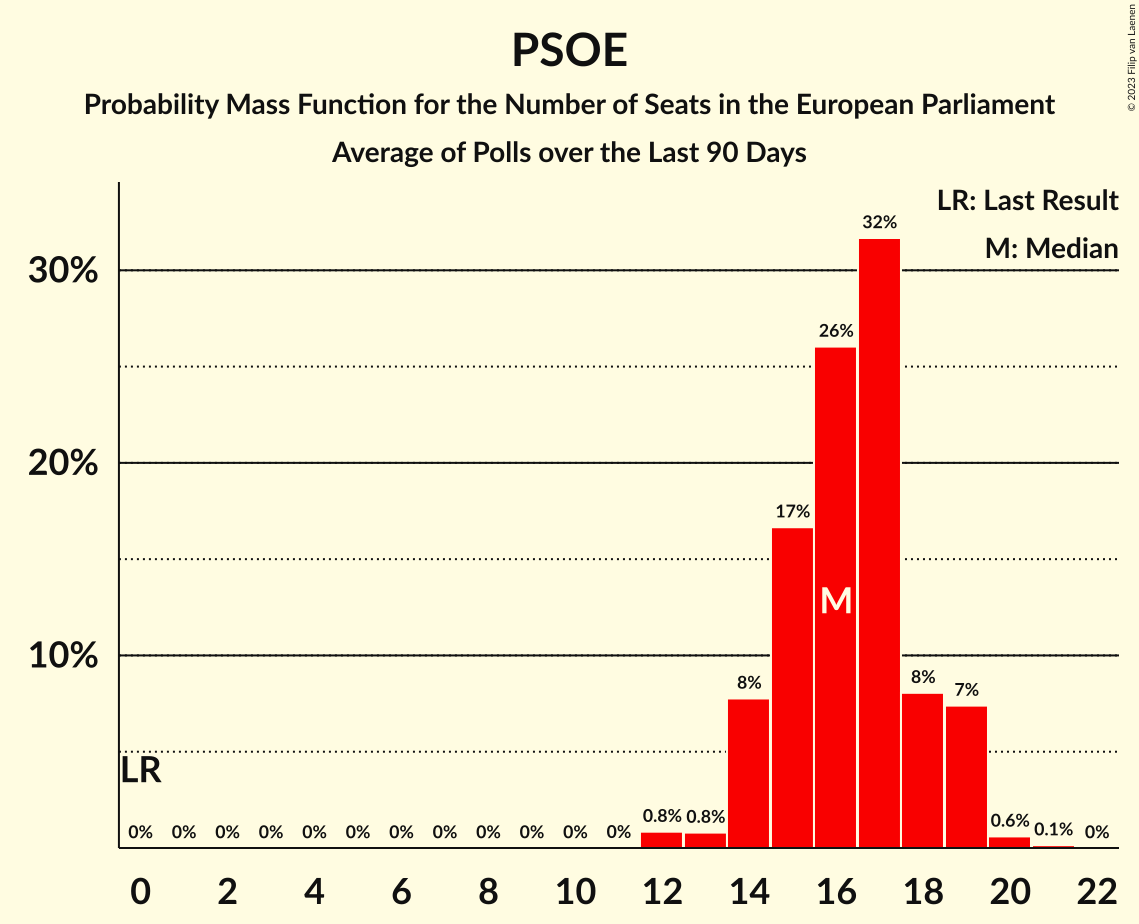 PSOE
Probability Mass Function for the Number of Seats in the European Parliament
Average of Polls over the Last 90 Days
© 2023 Filip van Laenen
LR: Last Result
M: Median
30%
20%
10%
32%
26%
17%
M
8%
8%
7%
LR
0% 0% 0% 0% 0% 0% 0% 0% 0% 0% 0% 0% 0.8% 0.8% 0.6% 0.1% 0%
0 2 4 6 8 10 12 14 16 18 20 22